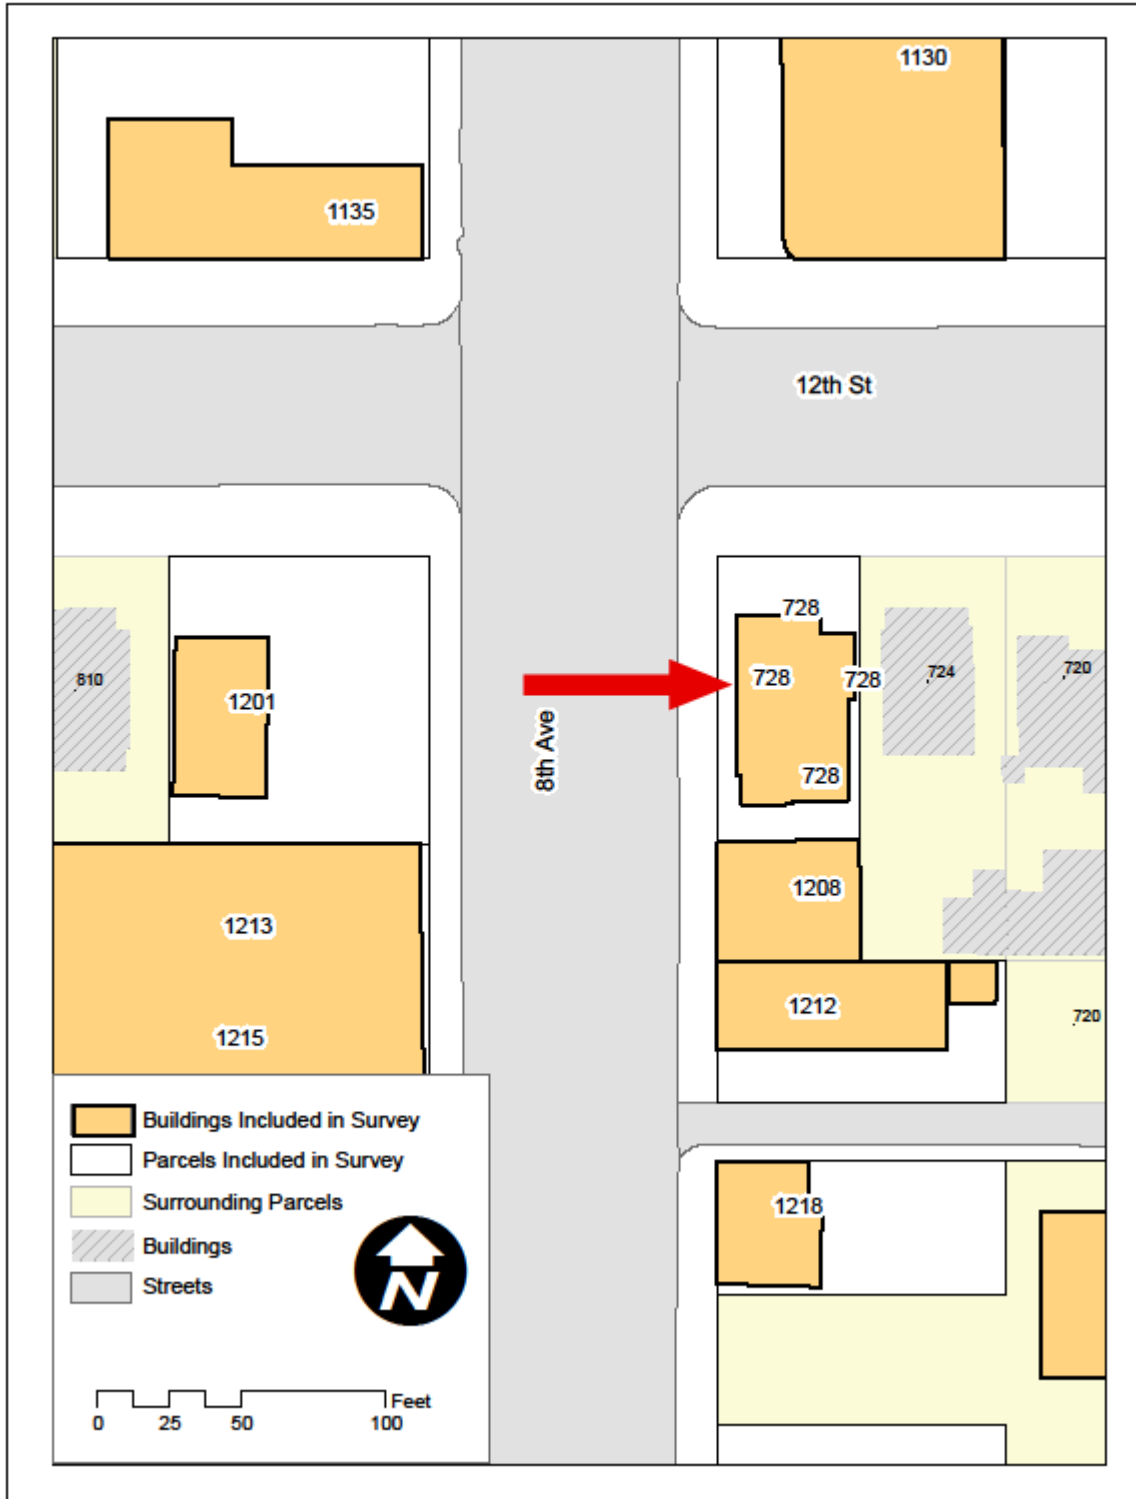 1130
1135
12th St
728
810
1201
728
728
724
720
8th Ave
728
1208
1213
1212
720
1215
Buildings Included in Survey
Parcels Included in Survey
Surrounding Parcels
1218
Buildings
Streets
N
Feet
0 25 50 100